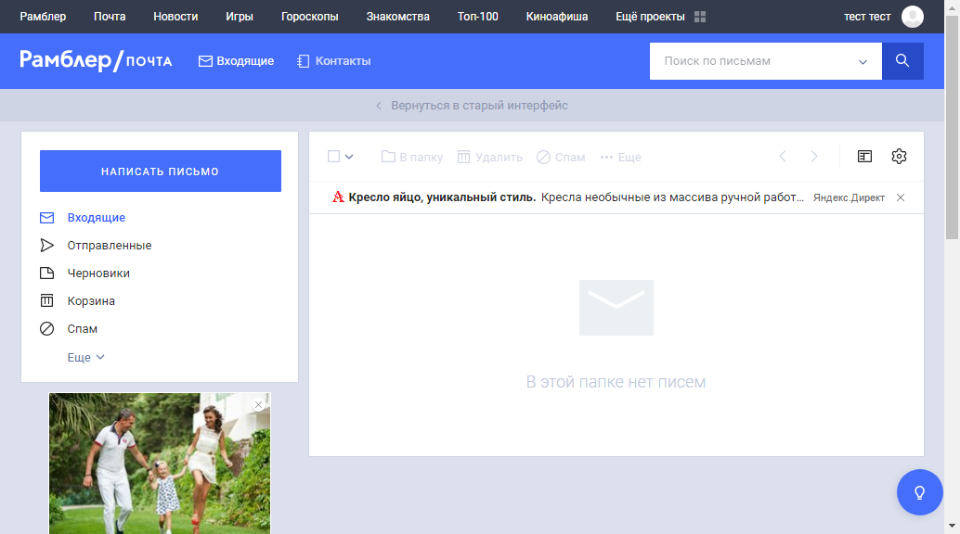 Рамблер Почта Новости Игры Гороскопы Знакомства Топ-100 Киноафиша Ещё проекты тест тест
Рамблер/почта Входящие Контакты Поиск по письмам
Вернуться в старый интерфейс
НАПИСАТЬ ПИСЬМО
Входящие
Отправленные
Черновики
Корзина
Спам
Еще
В папку Удалить Спам Еще
Кресло яйцо, уникальный стиль. Кресла необычные из массива ручной работ... Яндекс.Директ
В этой папке нет писем